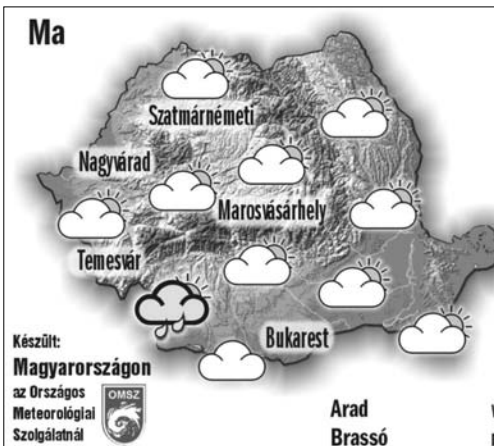 Ma
Szatmárnémeti
Nagyvárad
Marosvásárhely
Temesvár
Bukarest
Készült:
Magyarországon
az Országos
Meteorológiai
Szolgálatnál
OMSZ
Arad
Brassó